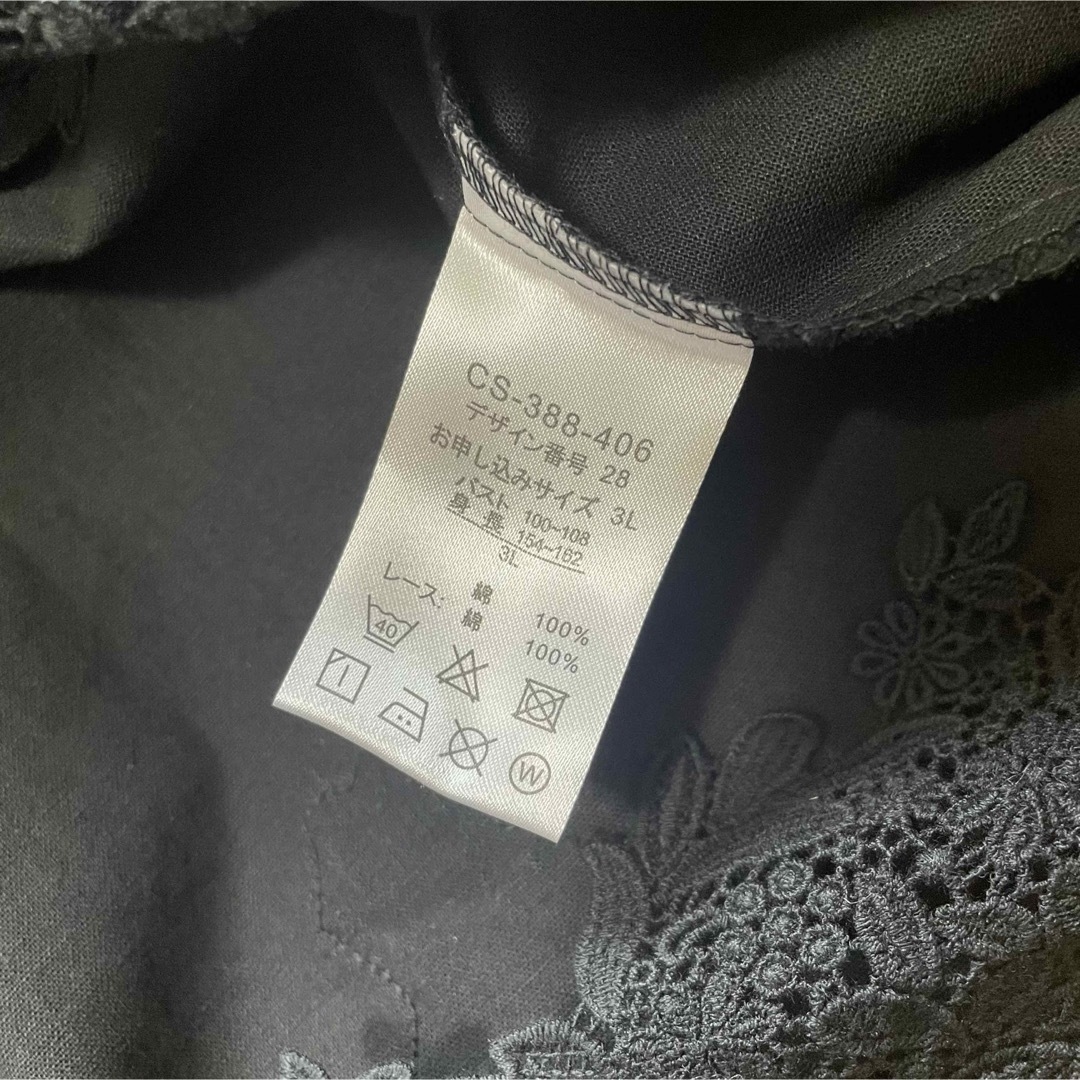 CS-388-406
デザイン番号 28
お申し込みサイズ 3L
バスト 100~108
身 長 154~162
3L
綿 100%
レース: 綿 100%
40
W